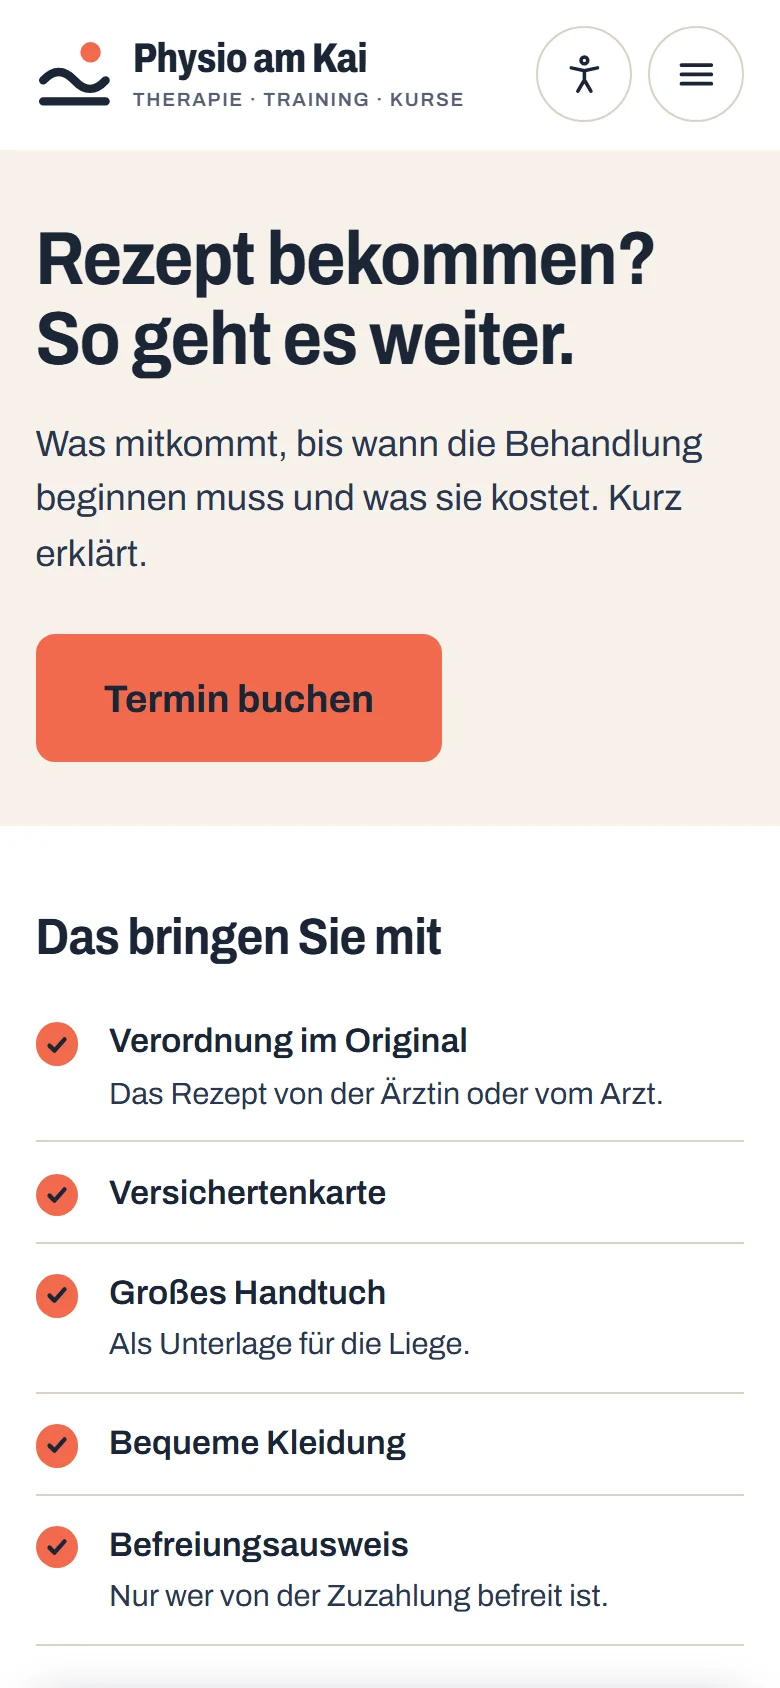 Physio am Kai
THERAPIE · TRAINING · KURSE
Rezept bekommen?
So geht es weiter.
Was mitkommt, bis wann die Behandlung
beginnen muss und was sie kostet. Kurz
erklärt.
Termin buchen
Das bringen Sie mit
Verordnung im Original
Das Rezept von der Ärztin oder vom Arzt.
Versichertenkarte
Großes Handtuch
Als Unterlage für die Liege.
Bequeme Kleidung
Befreiungsausweis
Nur wer von der Zuzahlung befreit ist.